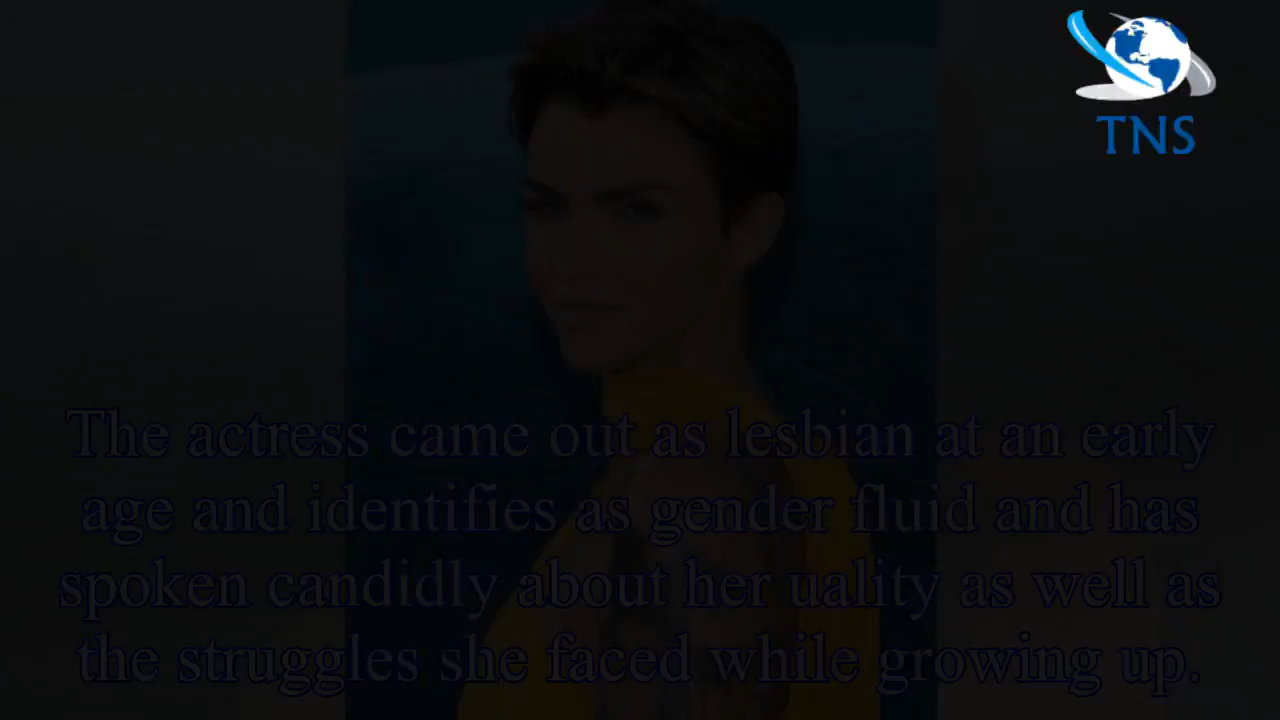 TNS
The actress came out as lesbian at an early
age and identifies as gender fluid and has
spoken candidly about her uality as well as
the struggles she faced while growing up.